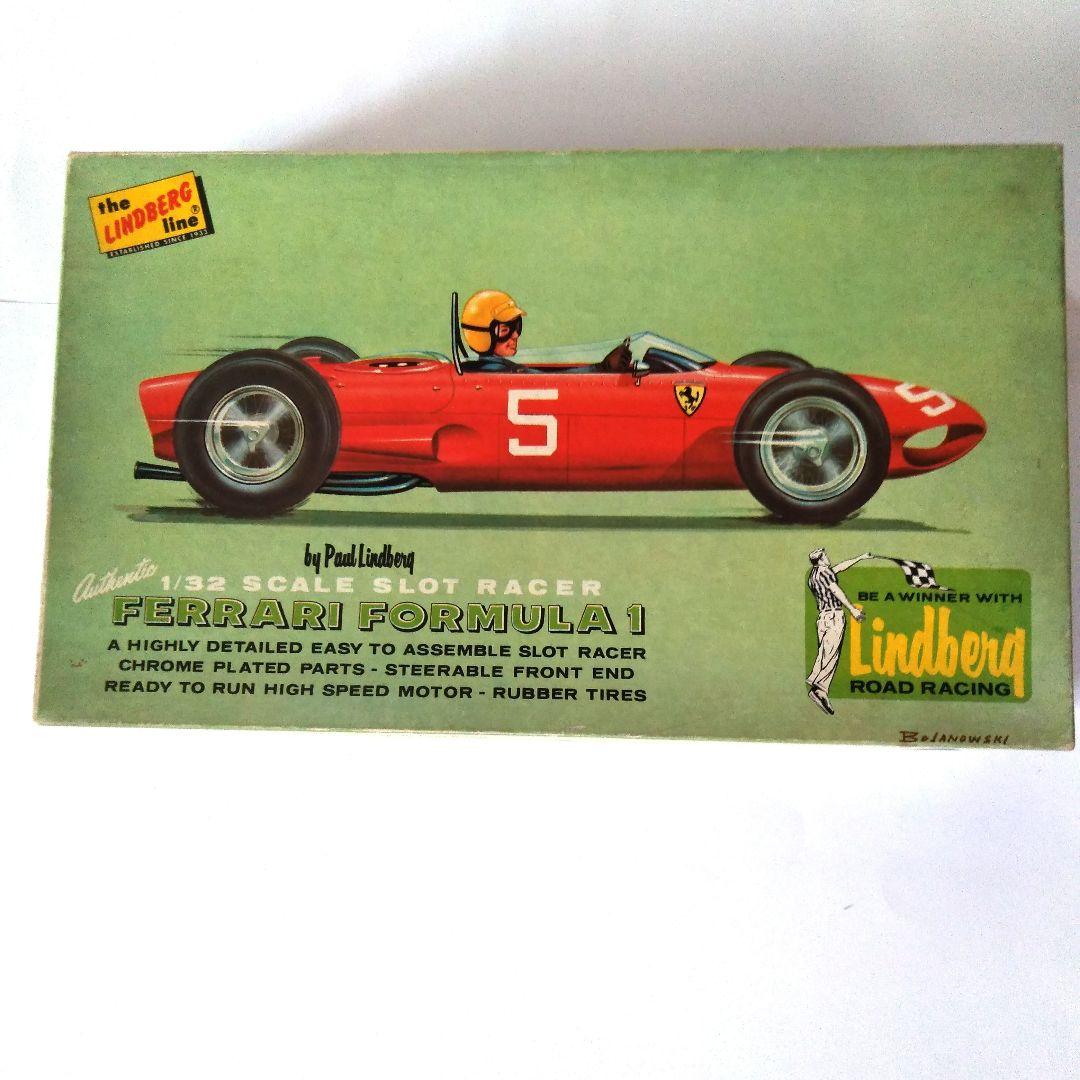 the
LINDBERG
line®
ESTABLISHED SINCE 1933
5
5
by Paul Lindberg
Authentic
1/32 SCALE SLOT RACER
FERRARI FORMULA 1
A HIGHLY DETAILED EASY TO ASSEMBLE SLOT RACER
CHROME PLATED PARTS - STEERABLE FRONT END
READY TO RUN HIGH SPEED MOTOR - RUBBER TIRES
BE A WINNER WITH
Lindberg
ROAD RACING
BOJANOWSKI